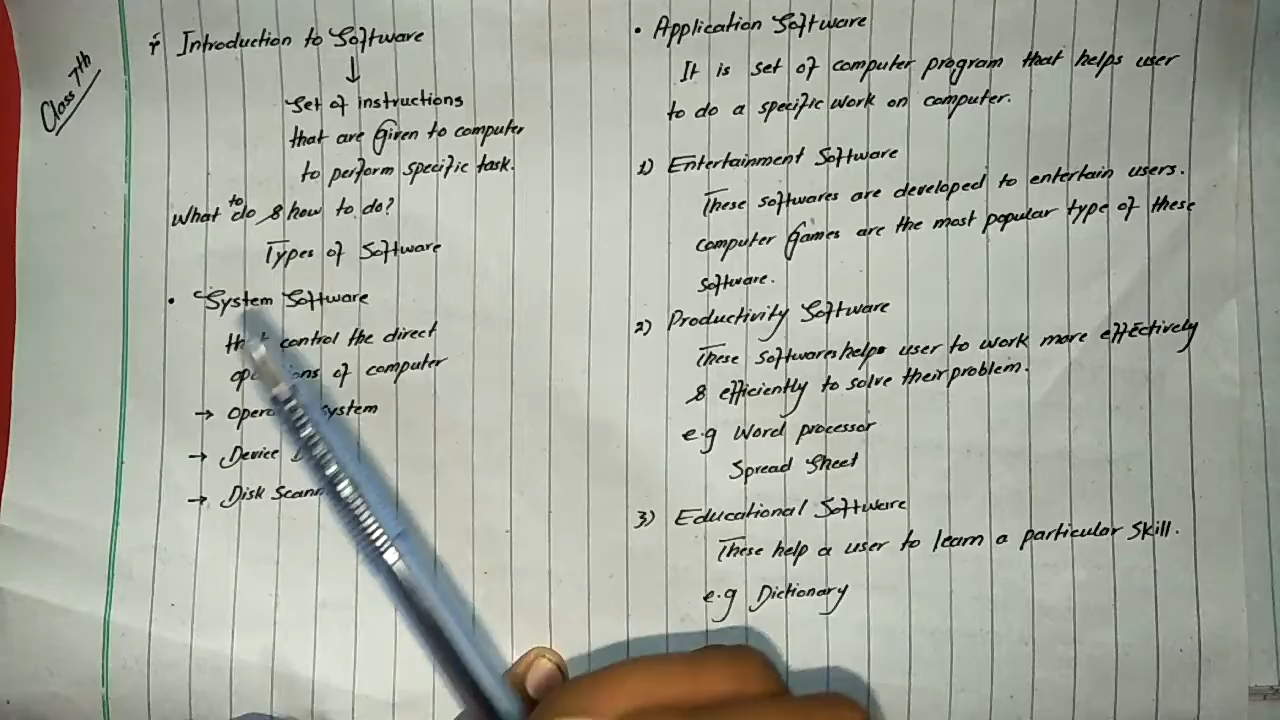 Class 7th
Introduction to Software
↓
Set of instructions
that are Given to computer
to perform specific task.
What to do & how to do?
Types of Software
• System Software
control the direct
of computer
→ System
→ Device
→ Disk
• Application Software
It is set of computer program that helps user
to do a specific work on computer.
1) Entertainment Software
These softwares are developed to entertain users.
computer Games are the most popular type of these
software.
2) Productivity Software
These Softwares help user to work more effectively
& efficiently to solve their problem.
e.g Word processor
Spread Sheet
3) Educational Software
These help a user to learn a particular Skill.
e.g Dictionary